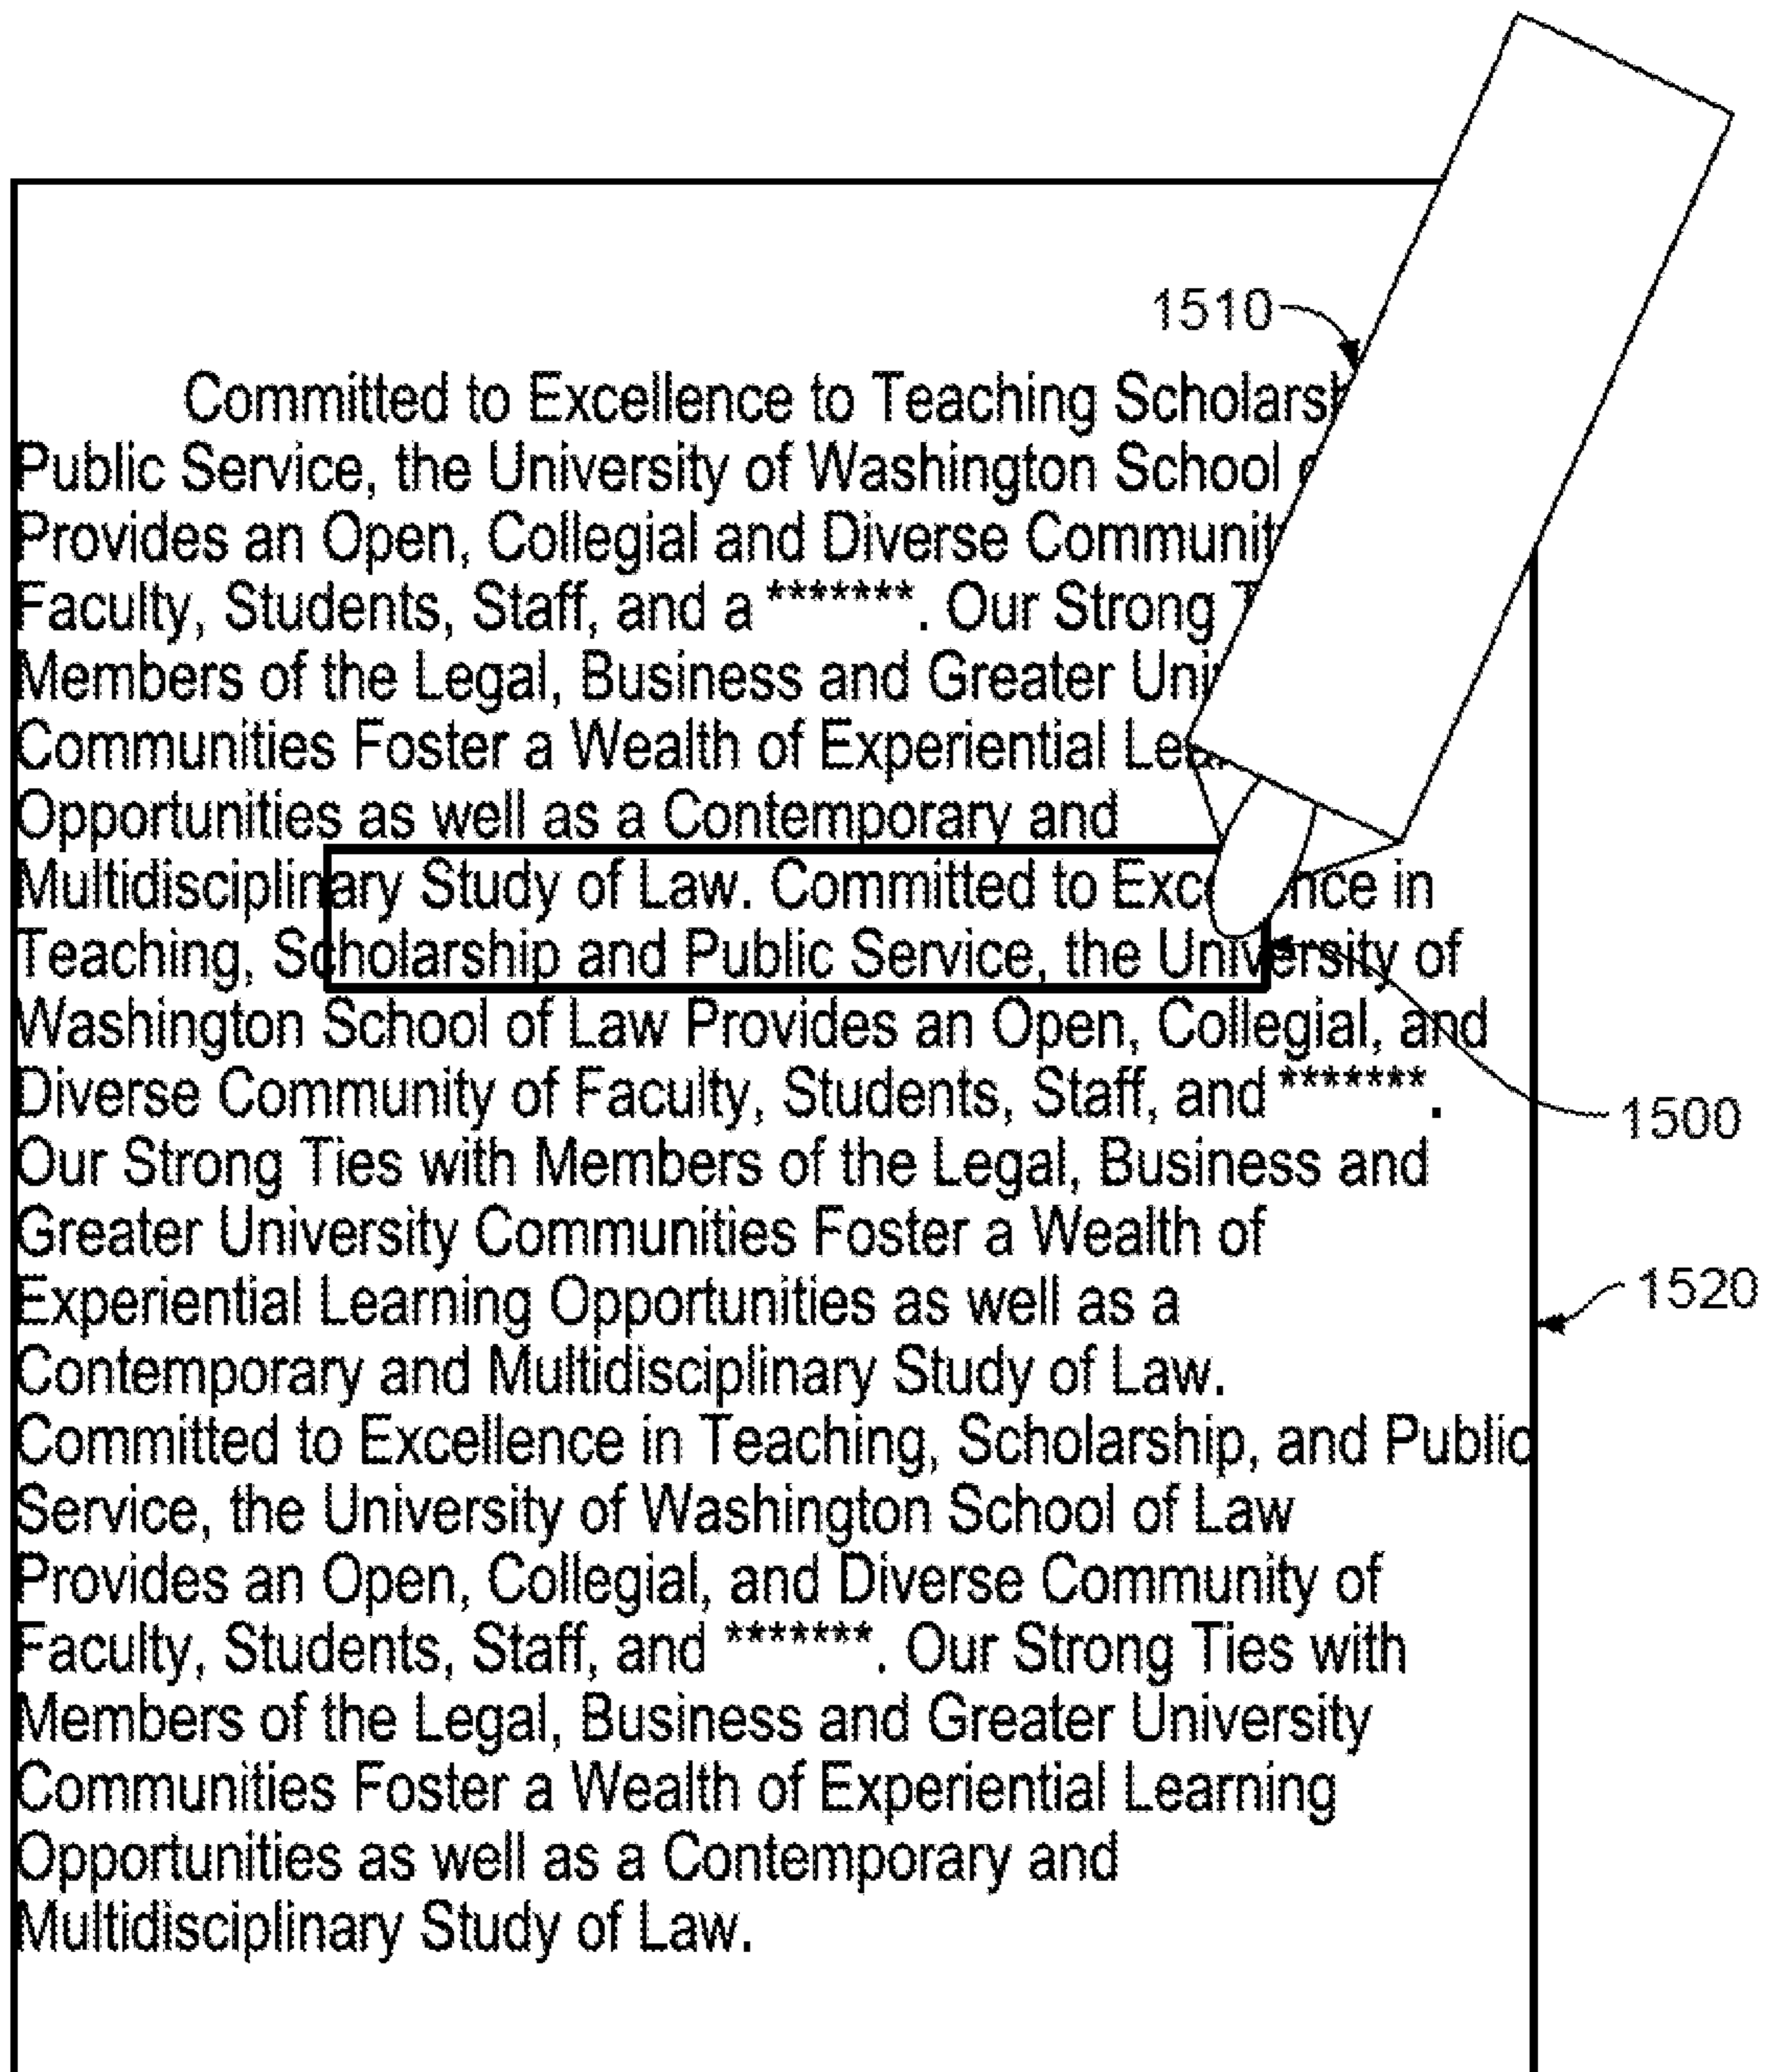 1510
Committed to Excellence to Teaching
Public Service, the University of Washington School
Provides an Open, Collegial and Diverse
Faculty, Students, Staff, and a *******. Our Strong
Members of the Legal, Business and Greater
Communities Foster a Wealth of Experiential
Opportunities as well as a Contemporary and
Multidisciplinary Study of Law. Committed to in
Teaching, Scholarship and Public Service, the University of
Washington School of Law Provides an Open, Collegial, and
Diverse Community of Faculty, Students, Staff, and *******.
1500
Our Strong Ties with Members of the Legal, Business and
Greater University Communities Foster a Wealth of
Experiential Learning Opportunities as well as a
1520
Contemporary and Multidisciplinary Study of Law.
Committed to Excellence in Teaching, Scholarship, and Public
Service, the University of Washington School of Law
Provides an Open, Collegial, and Diverse Community of
Faculty, Students, Staff, and *******. Our Strong Ties with
Members of the Legal, Business and Greater University
Communities Foster a Wealth of Experiential Learning
Opportunities as well as a Contemporary and
Multidisciplinary Study of Law.